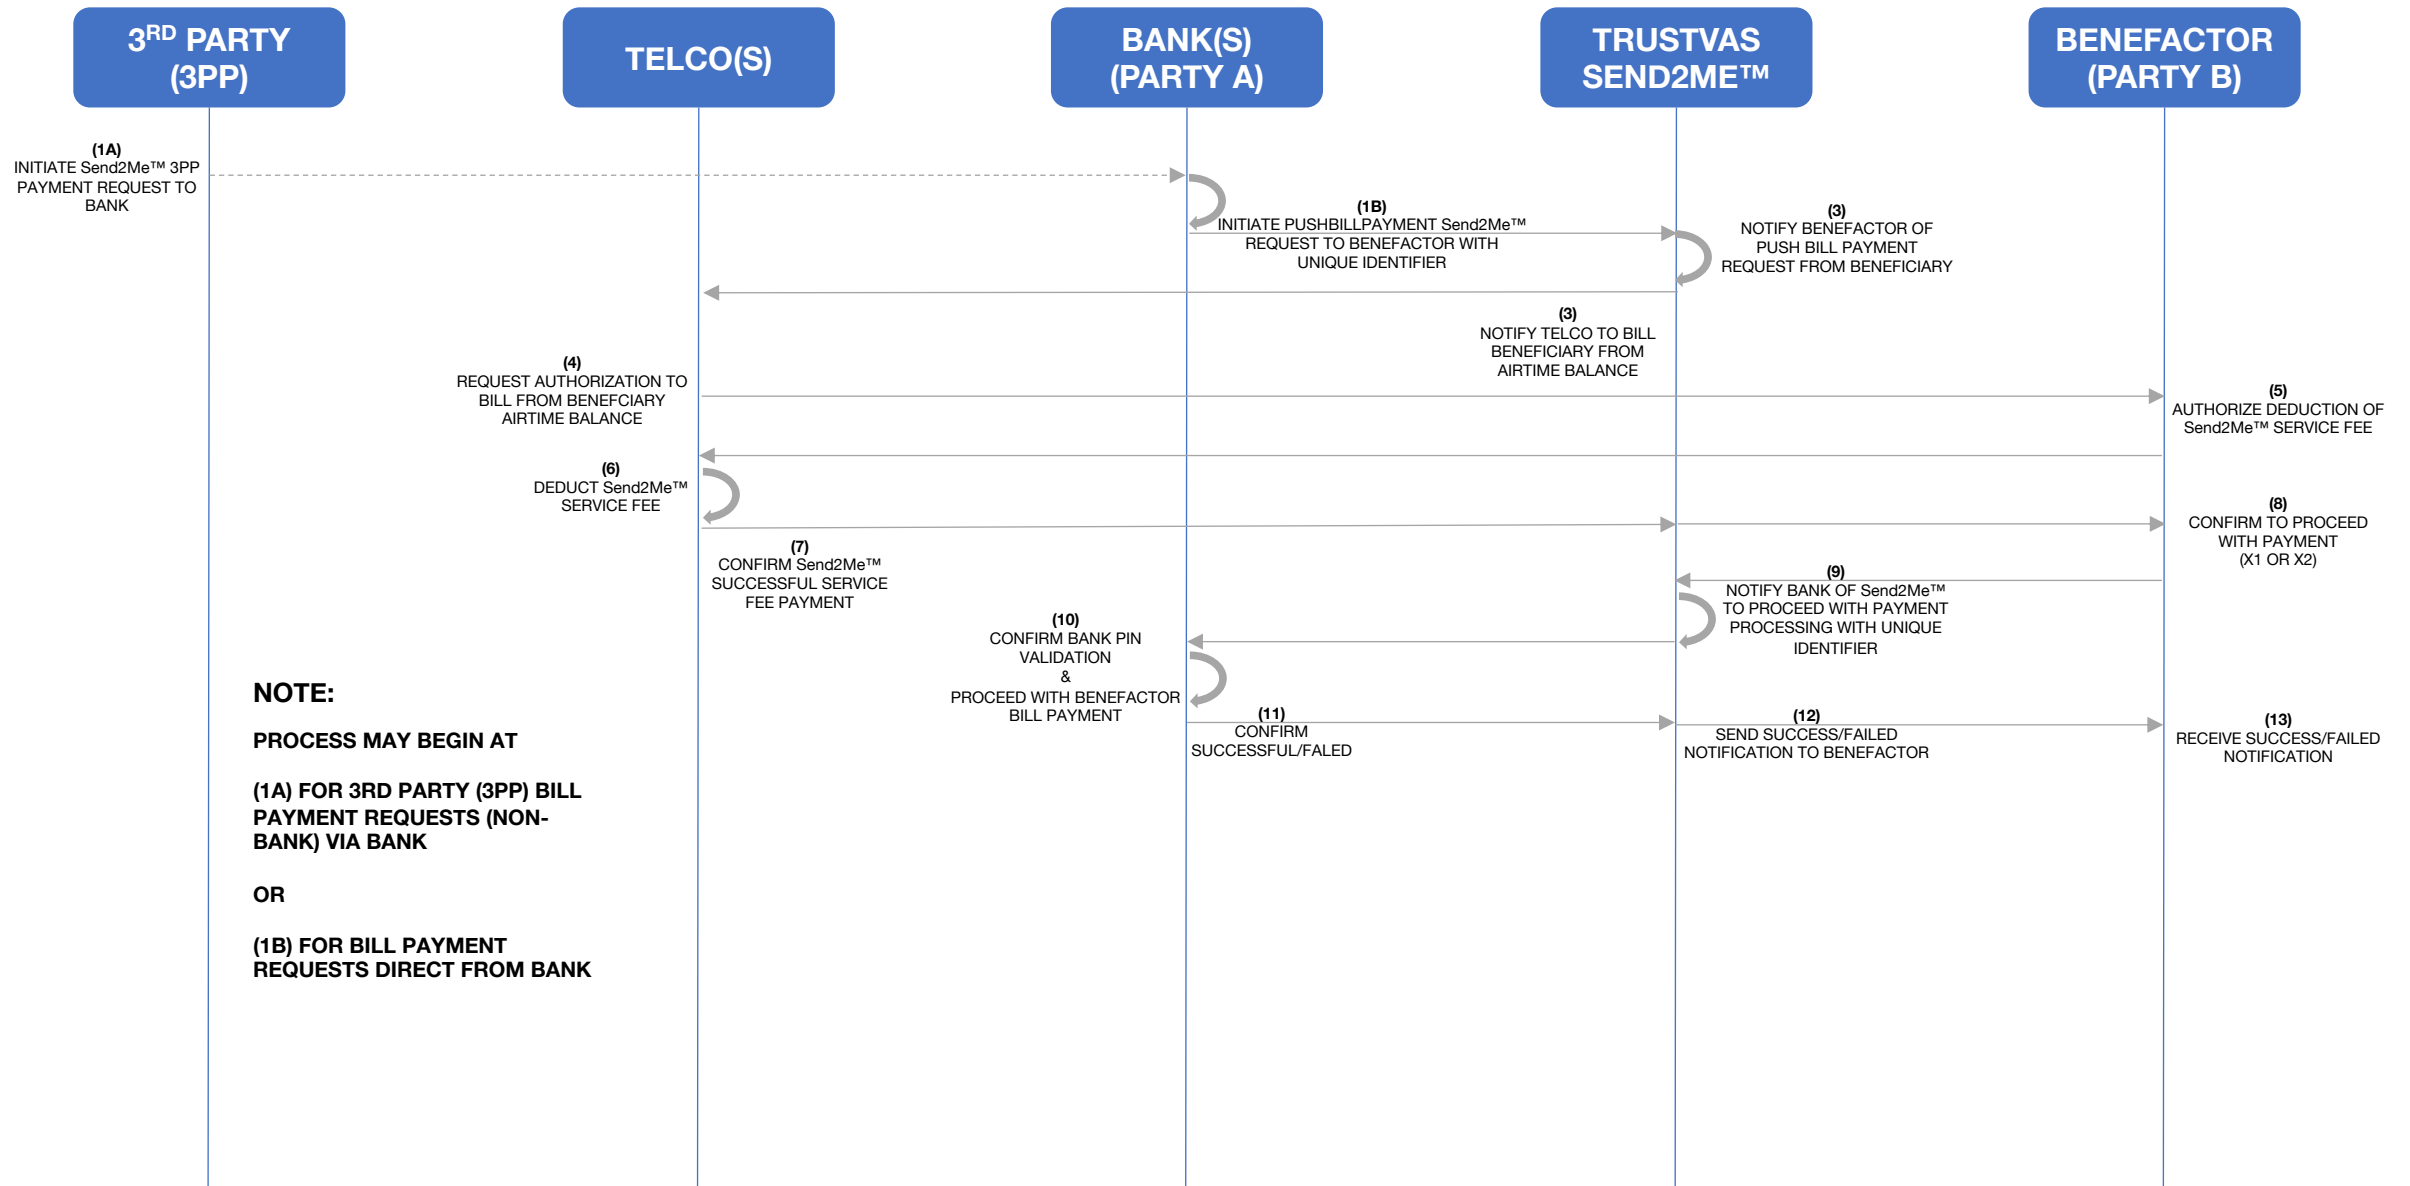 3RD PARTY
(3PP)
TELCO(S)
BANK(S)
(PARTY A)
TRUSTVAS
SEND2ME™
BENEFACTOR
(PARTY B)
(1A)
INITIATE Send2Me™ 3PP
PAYMENT REQUEST TO
BANK
(1B)
INITIATE PUSHBILLPAYMENT Send2Me™
REQUEST TO BENEFACTOR WITH
UNIQUE IDENTIFIER
(3)
NOTIFY BENEFACTOR OF
PUSH BILL PAYMENT
REQUEST FROM BENEFICIARY
(3)
NOTIFY TELCO TO BILL
BENEFICIARY FROM
AIRTIME BALANCE
(4)
REQUEST AUTHORIZATION TO
BILL FROM BENEFCIARY
AIRTIME BALANCE
(5)
AUTHORIZE DEDUCTION OF
Send2Me™ SERVICE FEE
(6)
DEDUCT Send2Me™
SERVICE FEE
(7)
CONFIRM Send2Me™
SUCCESSFUL SERVICE
FEE PAYMENT
(8)
CONFIRM TO PROCEED
WITH PAYMENT
(X1 OR X2)
(9)
NOTIFY BANK OF Send2Me™
TO PROCEED WITH PAYMENT
PROCESSING WITH UNIQUE
IDENTIFIER
(10)
CONFIRM BANK PIN
VALIDATION
&
PROCEED WITH BENEFACTOR
BILL PAYMENT
(11)
CONFIRM
SUCCESSFUL/FALED
(12)
SEND SUCCESS/FAILED
NOTIFICATION TO BENEFACTOR
(13)
RECEIVE SUCCESS/FAILED
NOTIFICATION
NOTE:
PROCESS MAY BEGIN AT
(1A) FOR 3RD PARTY (3PP) BILL
PAYMENT REQUESTS (NON-
BANK) VIA BANK
OR
(1B) FOR BILL PAYMENT
REQUESTS DIRECT FROM BANK